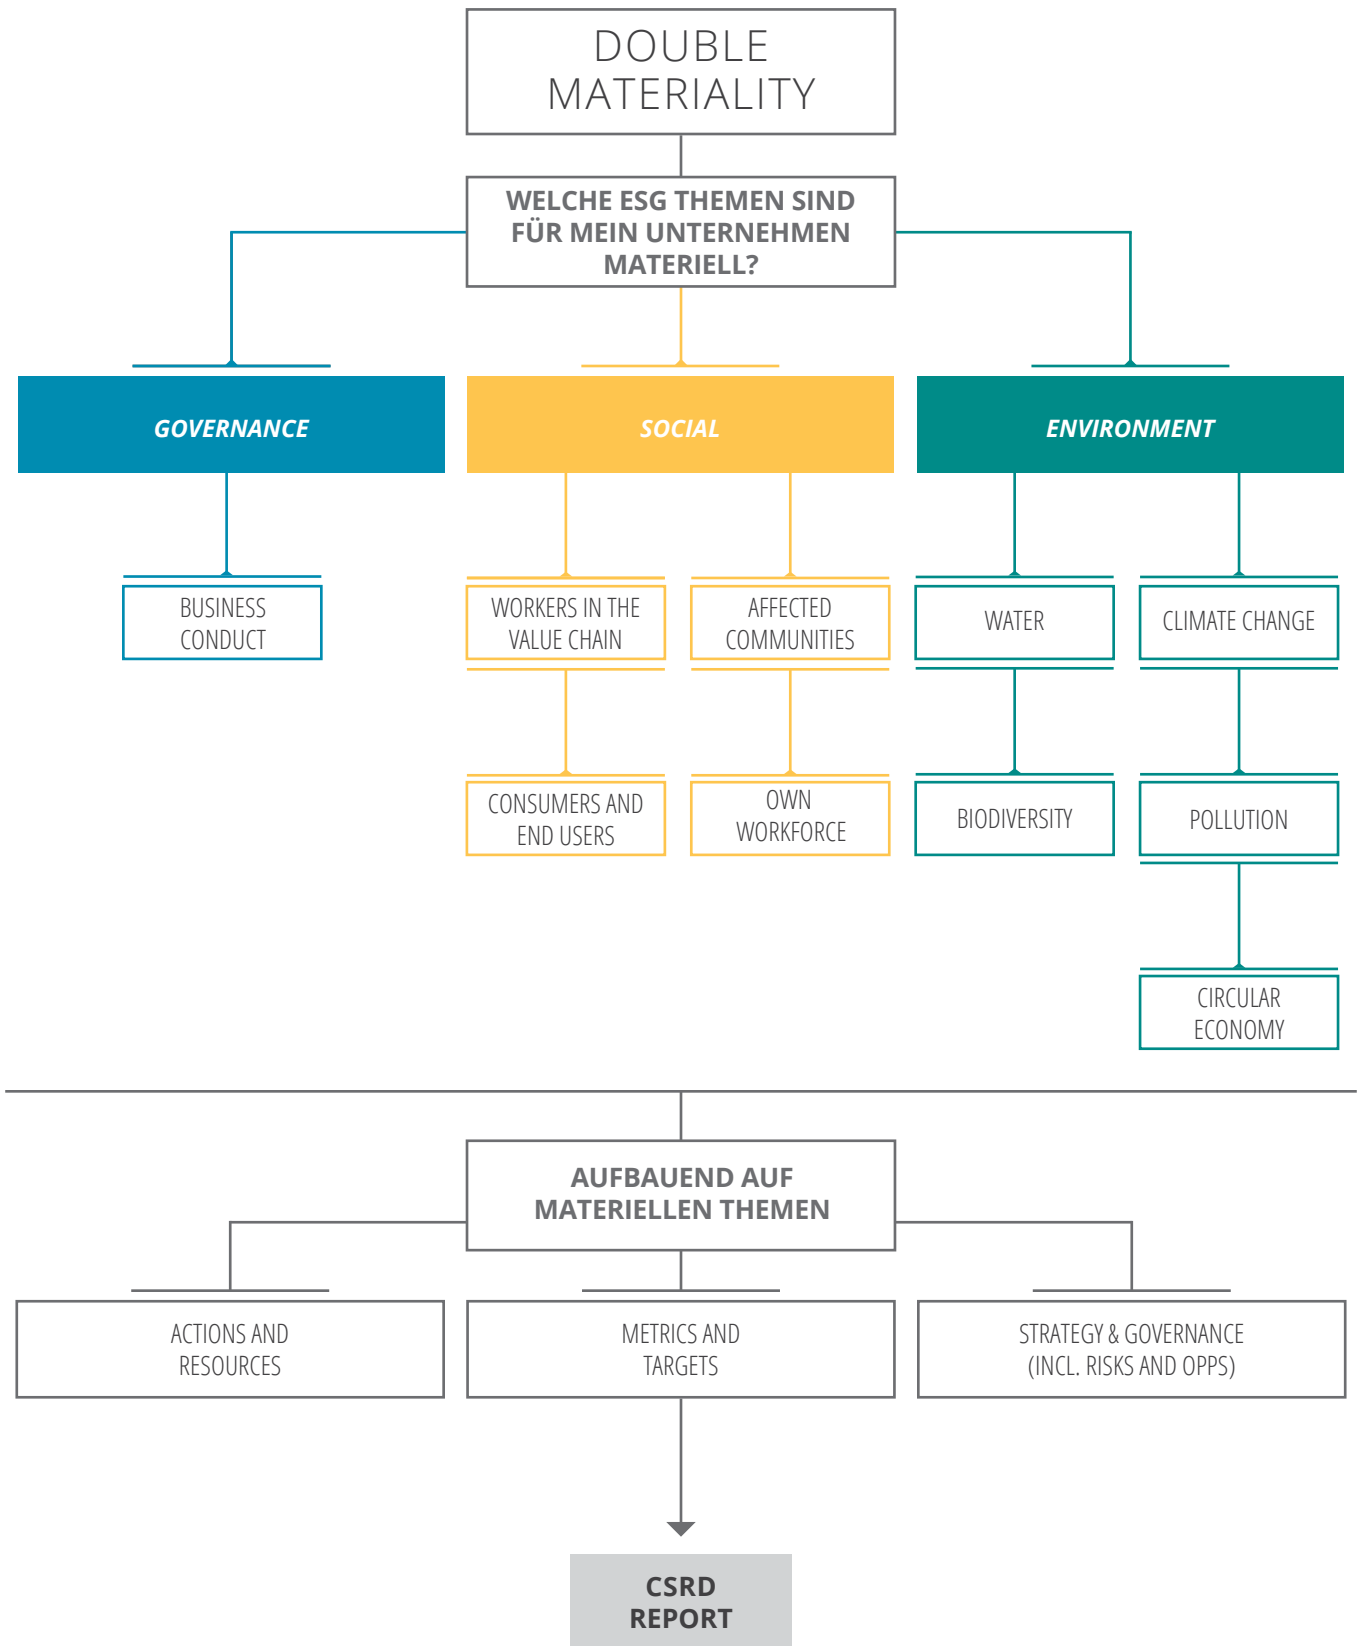 DOUBLE
MATERIALITY
WELCHE ESG THEMEN SIND
FÜR MEIN UNTERNEHMEN
MATERIELL?
GOVERNANCE
SOCIAL
ENVIRONMENT
BUSINESS
CONDUCT
WORKERS IN THE
VALUE CHAIN
AFFECTED
COMMUNITIES
WATER
CLIMATE CHANGE
CONSUMERS AND
END USERS
OWN
WORKFORCE
BIODIVERSITY
POLLUTION
CIRCULAR
ECONOMY
AUFBAUEND AUF
MATERIELLEN THEMEN
ACTIONS AND
RESOURCES
METRICS AND
TARGETS
STRATEGY & GOVERNANCE
(INCL. RISKS AND OPPS)
CSRD
REPORT